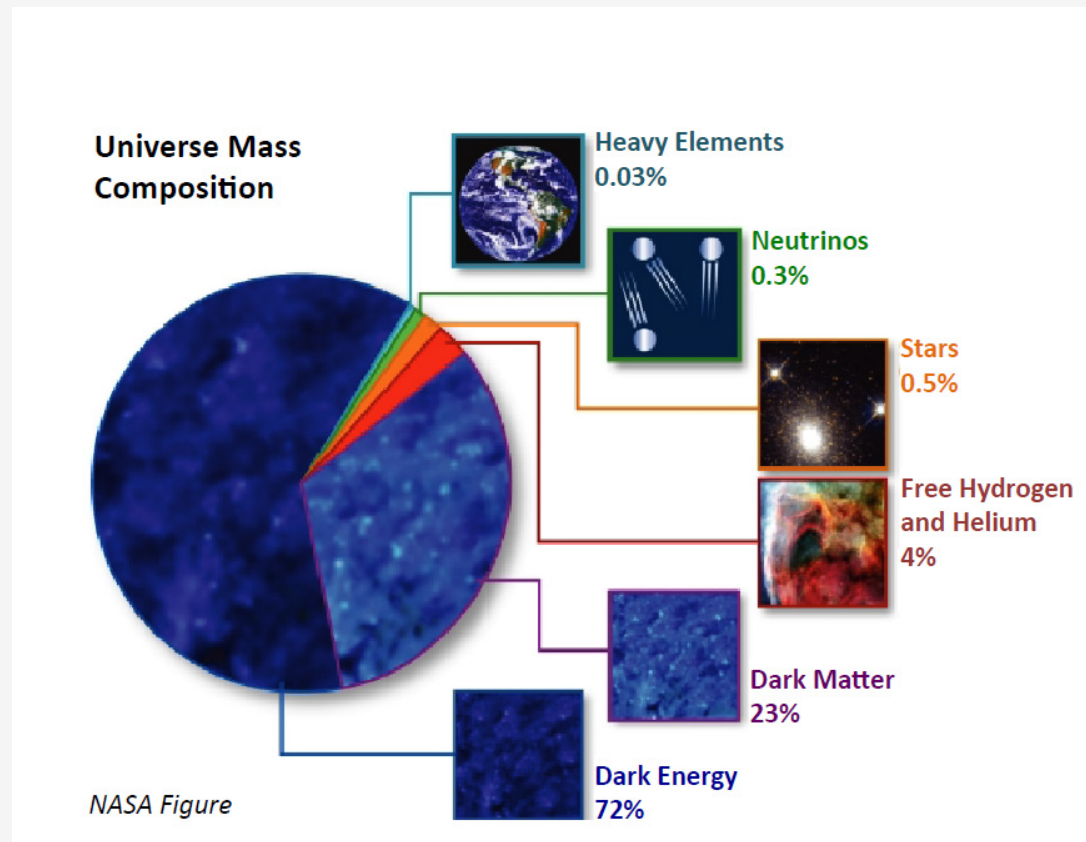 Universe Mass
Composition
Heavy Elements
0.03%
Neutrinos
0.3%
Stars
0.5%
Free Hydrogen
and Helium
4%
Dark Matter
23%
Dark Energy
72%
NASA Figure